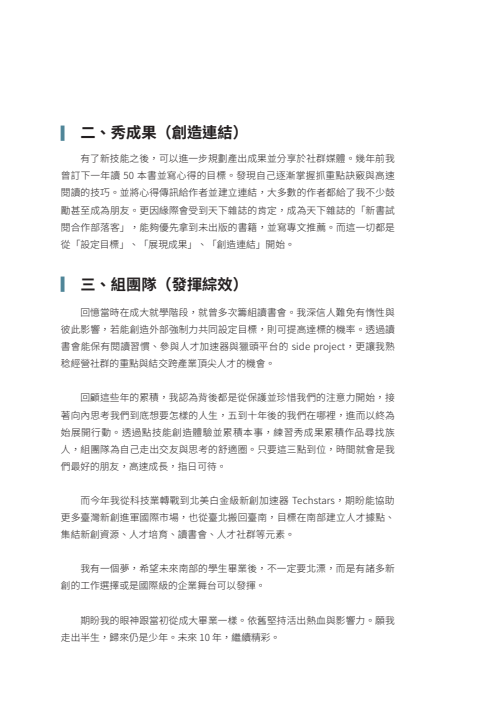 二、秀成果（創造連結）
有了新技能之後，可以進一步規劃產出成果並分享於社群媒體。幾年前我
曾訂下一年讀 50 本書並寫心得的目標。發現自己逐漸掌握抓重點訣竅與高速
閱讀的技巧。並將心得傳訊給作者並建立連結，大多數的作者都給了我不少鼓
勵甚至成為朋友。更因緣際會受到天下雜誌的肯定，成為天下雜誌的「新書試
閱合作部落客」，能夠優先拿到未出版的書籍，並寫專文推薦。而這一切都是
從「設定目標」、「展現成果」、「創造連結」開始。
三、組團隊（發揮綜效）
回憶當時在成大就學階段，就曾多次籌組讀書會。我深信人難免有惰性與
彼此影響，若能創造外部強制力共同設定目標，則可提高達標的機率。透過讀
書會能保有閱讀習慣、參與人才加速器與獵頭平台的 side project，更讓我熟
稔經營社群的重點與結交跨產業頂尖人才的機會。
回顧這些年的累積，我認為背後都是從保護並珍惜我們的注意力開始，接
著向內思考我們到底想要怎樣的人生，五到十年後的我們在哪裡，進而以終為
始展開行動。透過點技能創造體驗並累積本事，練習秀成果累積作品尋找族
人，組團隊為自己走出交友與思考的舒適圈。只要這三點到位，時間就會是我
們最好的朋友，高速成長，指日可待。
而今年我從科技業轉戰到北美白金級新創加速器 Techstars，期盼能協助
更多臺灣新創進軍國際市場，也從臺北搬回臺南，目標在南部建立人才據點、
集結新創資源、人才培育、讀書會、人才社群等元素。
我有一個夢，希望未來南部的學生畢業後，不一定要北漂，而是有諸多新
創的工作選擇或是國際級的企業舞台可以發揮。
期盼我的眼神跟當初從成大畢業一樣。依舊堅持活出熱血與影響力。願我
走出半生，歸來仍是少年。未來 10 年，繼續精彩。